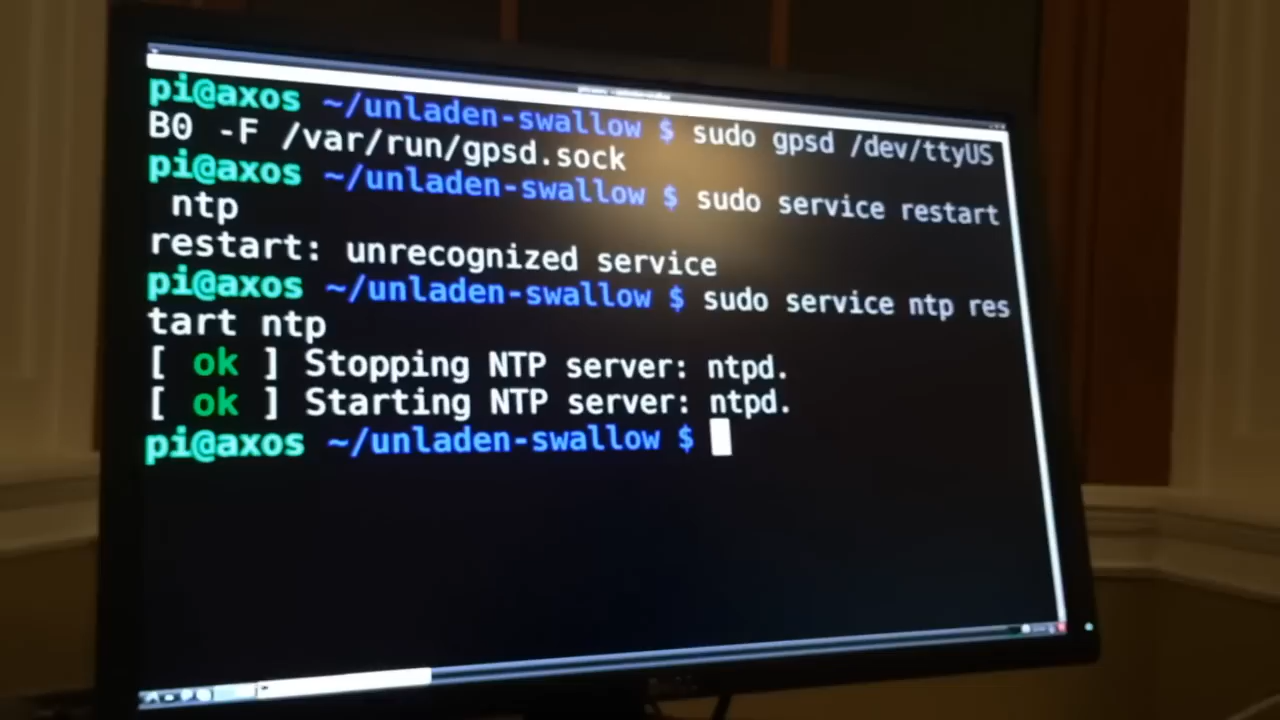 pi@axos ~/unladen-swallow $ sudo gpsd /dev/ttyUS
B0 -F /var/run/gpsd.sock
pi@axos ~/unladen-swallow $ sudo service restart
 ntp
restart: unrecognized service
pi@axos ~/unladen-swallow $ sudo service ntp res
tart ntp
[ ok ] Stopping NTP server: ntpd.
[ ok ] Starting NTP server: ntpd.
pi@axos ~/unladen-swallow $